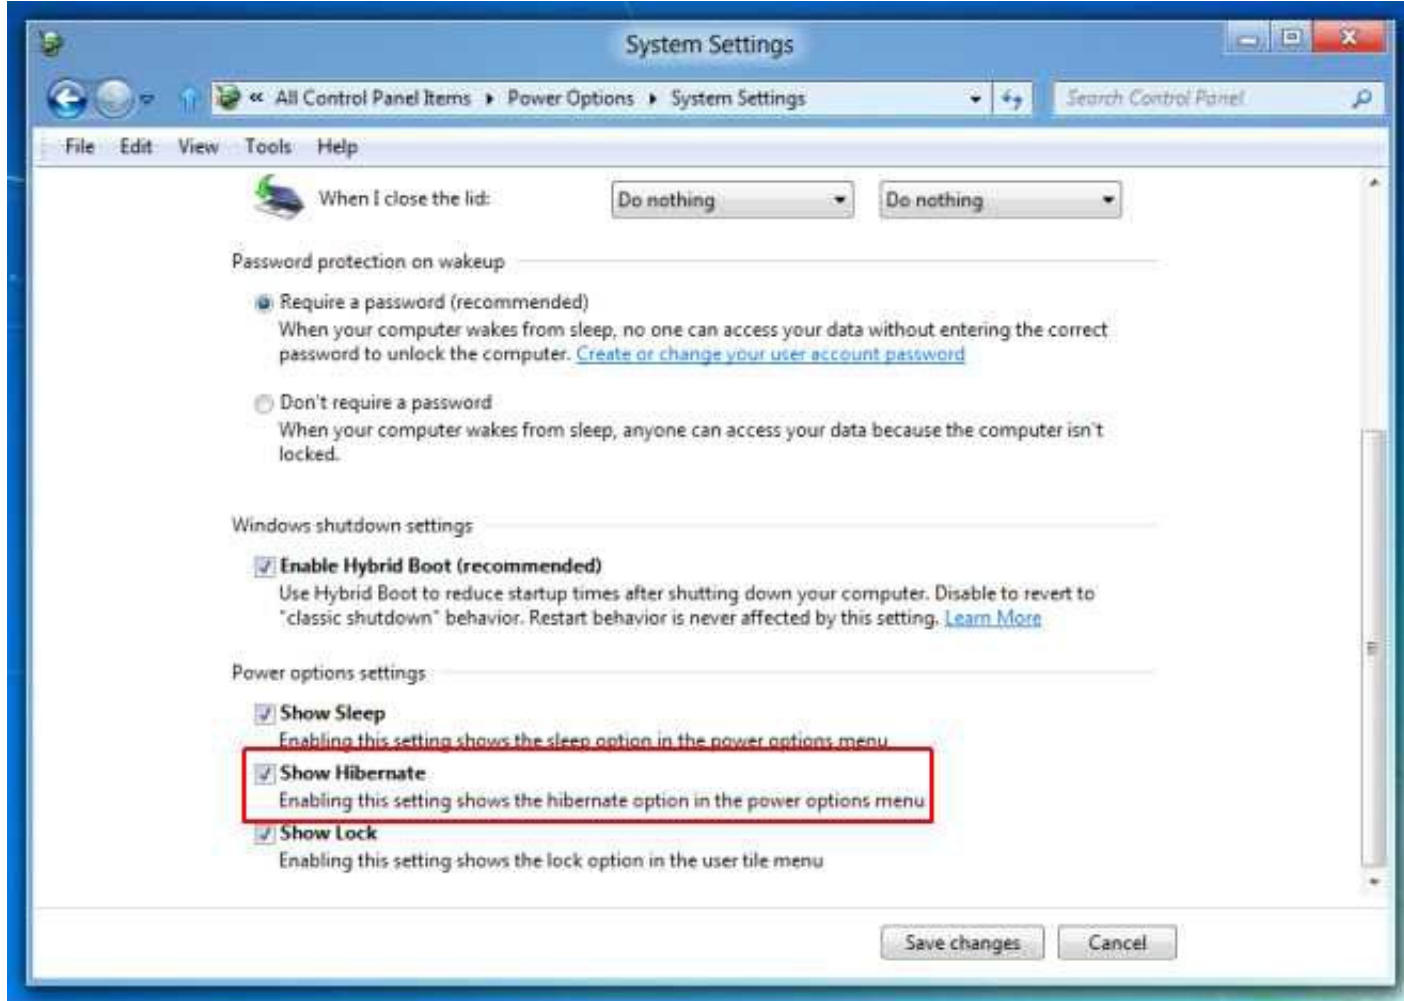 System Settings
« All Control Panel Items Power Options System Settings Search Control Panel
File Edit View Tools Help
When I close the lid: Do nothing Do nothing
Password protection on wakeup
Require a password (recommended)
When your computer wakes from sleep, no one can access your data without entering the correct
password to unlock the computer. Create or change your user account password
Don't require a password
When your computer wakes from sleep, anyone can access your data because the computer isn't
locked.
Windows shutdown settings
Enable Hybrid Boot (recommended)
Use Hybrid Boot to reduce startup times after shutting down your computer. Disable to revert to
"classic shutdown" behavior. Restart behavior is never affected by this setting. Learn More
Power options settings
Show Sleep
Enabling this setting shows the sleep option in the power options menu
Show Hibernate
Enabling this setting shows the hibernate option in the power options menu
Show Lock
Enabling this setting shows the lock option in the user tile menu
Save changes Cancel